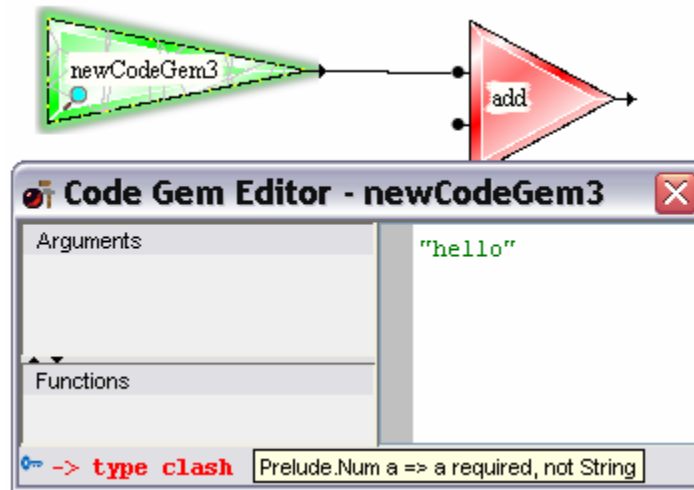 newCodeGem3
add
Code Gem Editor - newCodeGem3
Arguments
"hello"
Functions
-> type clash
Prelude.Num a => a required, not String